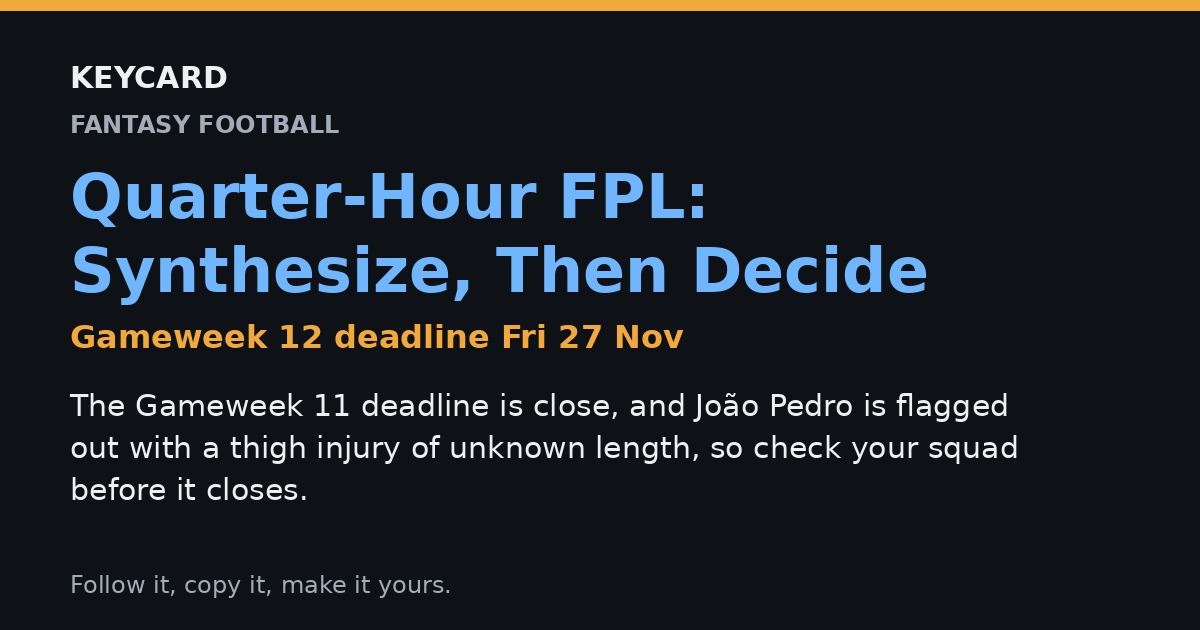 KEYCARD
FANTASY FOOTBALL
Quarter-Hour FPL:
Synthesize, Then Decide
Gameweek 12 deadline Fri 27 Nov
The Gameweek 11 deadline is close, and João Pedro is flagged
out with a thigh injury of unknown length, so check your squad
before it closes.
Follow it, copy it, make it yours.